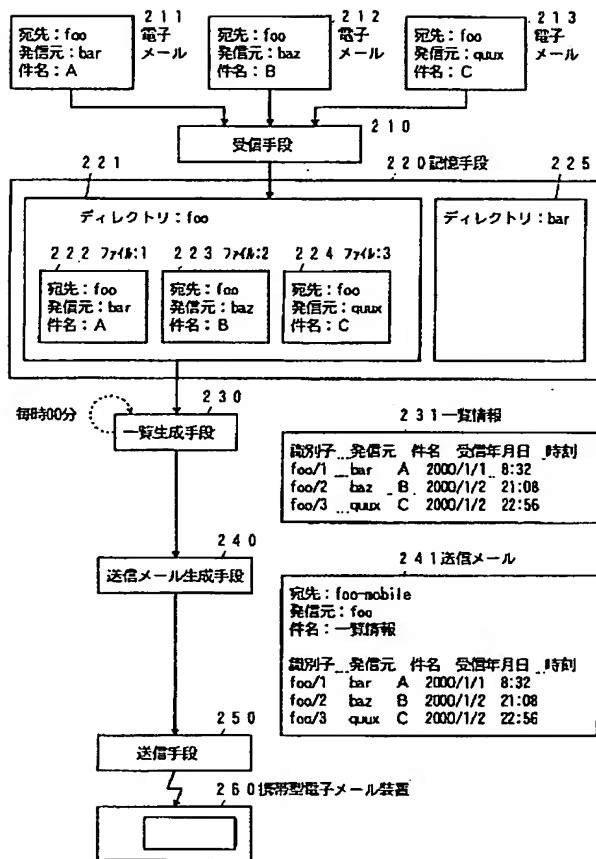 211 電子メール
宛先：foo
発信元：bar
件名：A
212 電子メール
宛先：foo
発信元：baz
件名：B
213 電子メール
宛先：foo
発信元：quux
件名：C
210
受信手段
221
220記憶手段
225
ディレクトリ：foo
ディレクトリ：bar
222 ファイル：1
宛先：foo
発信元：bar
件名：A
223 ファイル：2
宛先：foo
発信元：baz
件名：B
224 ファイル：3
宛先：foo
発信元：quux
件名：C
毎時00分
230
一覧生成手段
231一覧情報
識別子 発信元 件名 受信年月日 時刻
foo/1 bar A 2000/1/1 8:32
foo/2 baz B 2000/1/2 21:08
foo/3 quux C 2000/1/2 22:56
240
送信メール生成手段
241送信メール
宛先：foo-mobile
発信元：foo
件名：一覧情報
識別子 発信元 件名 受信年月日 時刻
foo/1 bar A 2000/1/1 8:32
foo/2 baz B 2000/1/2 21:08
foo/3 quux C 2000/1/2 22:56
250
送信手段
260携帯型電子メール装置